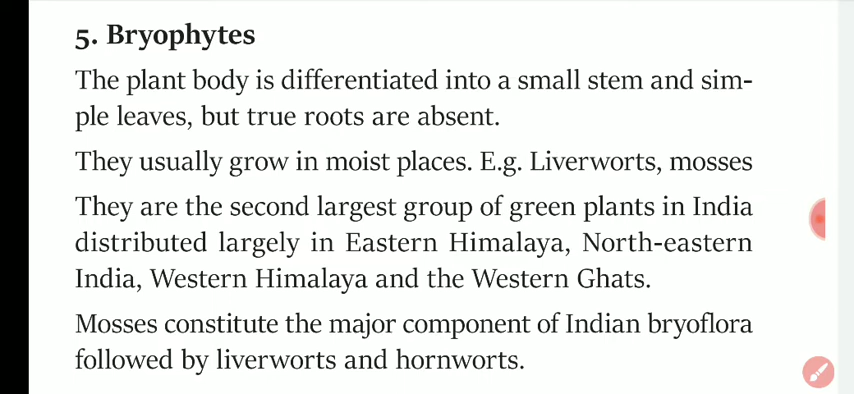 5. Bryophytes
The plant body is differentiated into a small stem and sim-
ple leaves, but true roots are absent.
They usually grow in moist places. E.g. Liverworts, mosses
They are the second largest group of green plants in India
distributed largely in Eastern Himalaya, North-eastern
India, Western Himalaya and the Western Ghats.
Mosses constitute the major component of Indian bryoflora
followed by liverworts and hornworts.